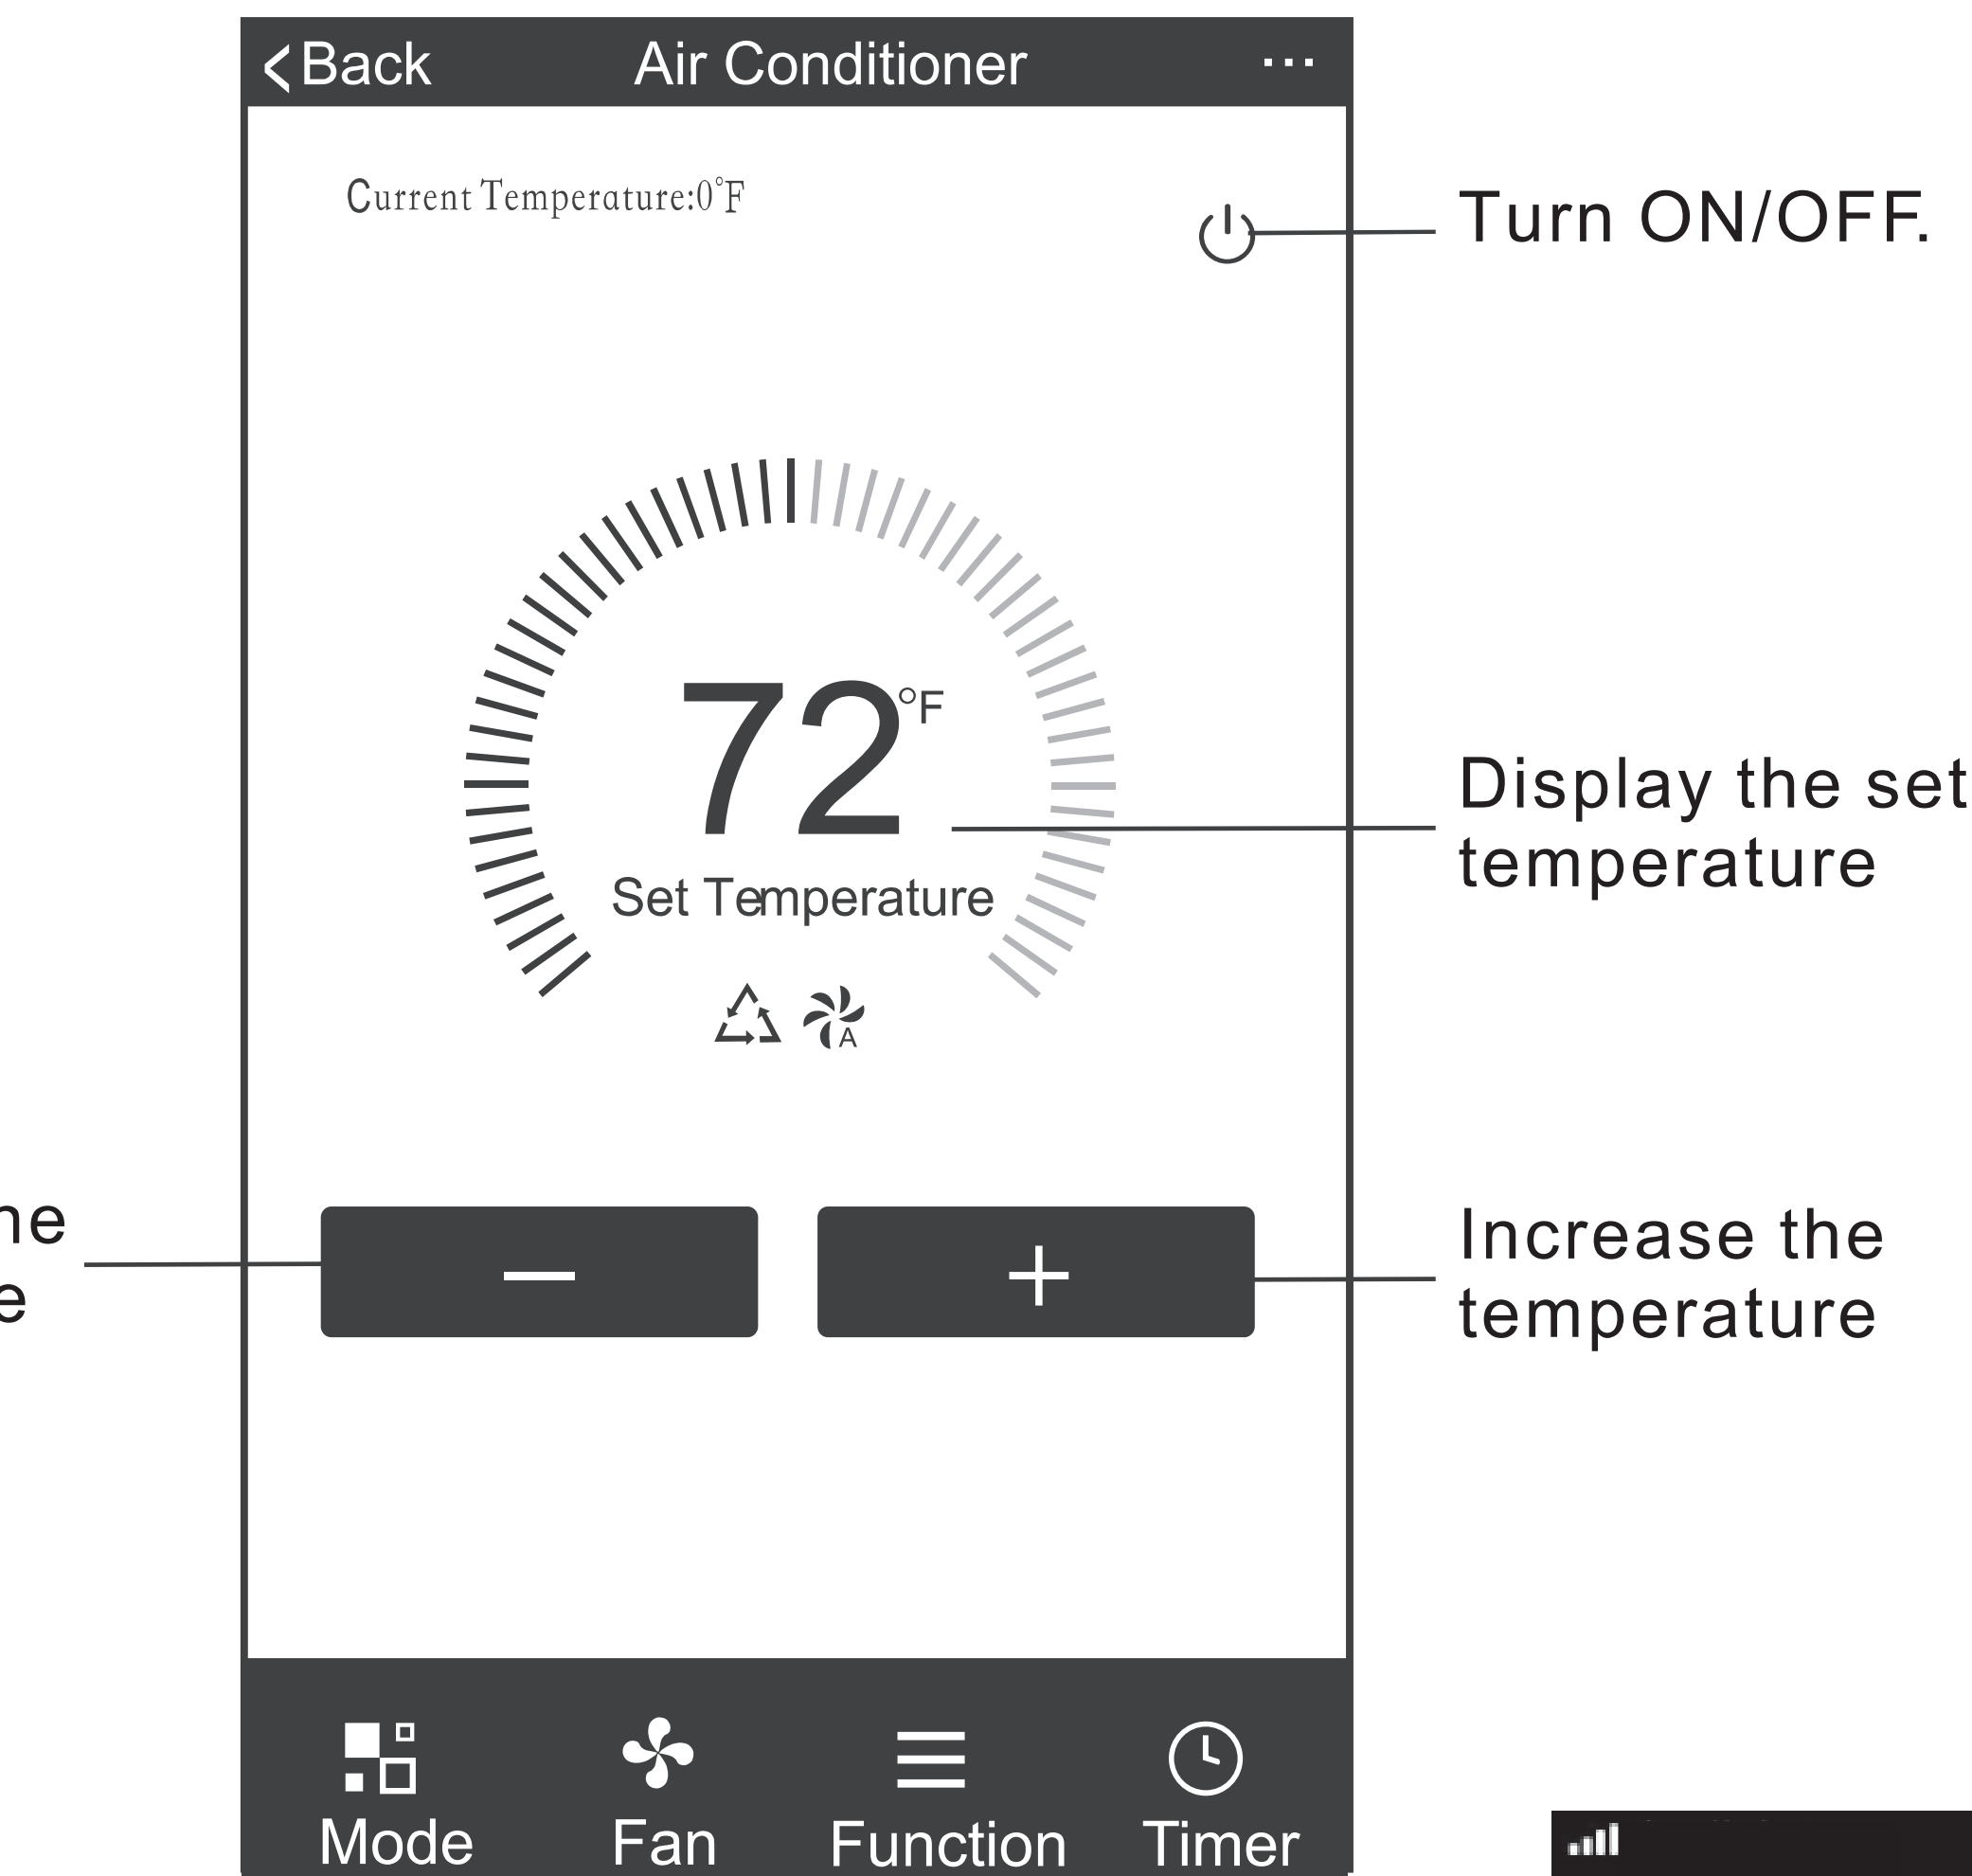 Back Air Conditioner ...
Current Temperature:0°F
Turn ON/OFF.
72°F
Display the set
temperature
Set Temperature
A
Increase the
temperature
Mode Fan Function Timer